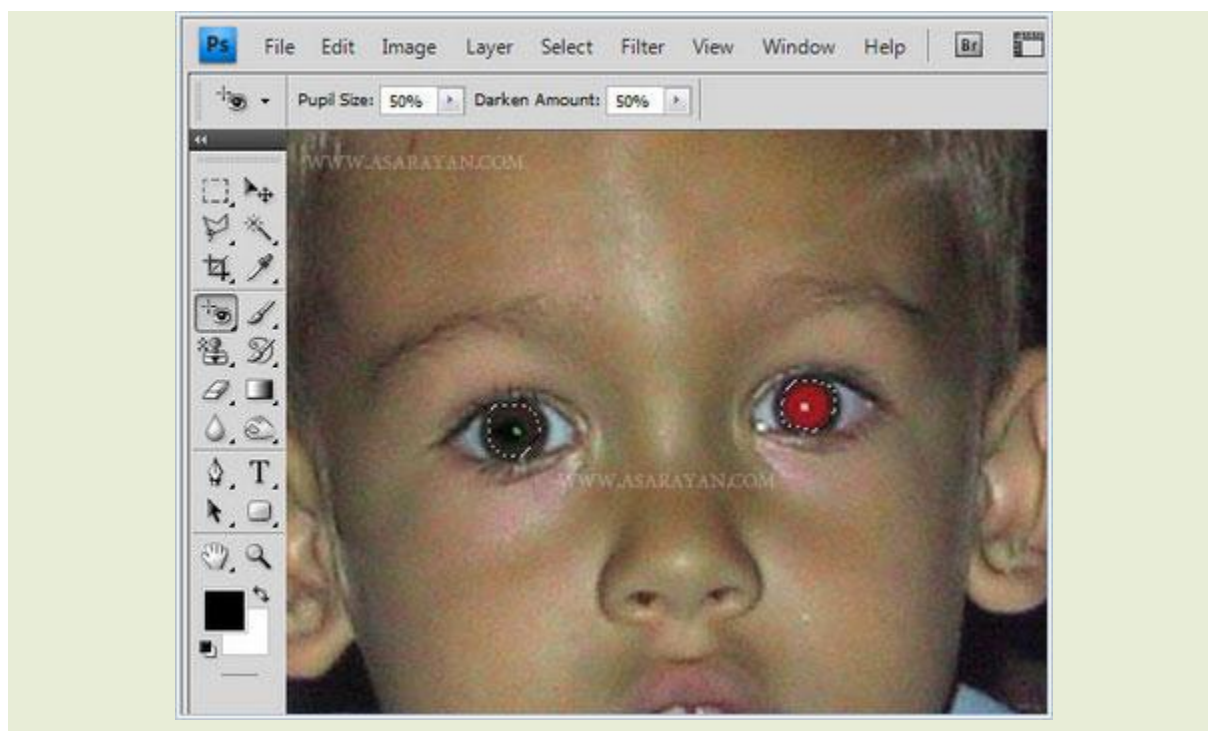 Ps File Edit Image Layer Select Filter View Window Help Br
Pupil Size: 50% Darken Amount: 50%
WWW.ASARAYAN.COM
T
WWW.ASARAYAN.COM